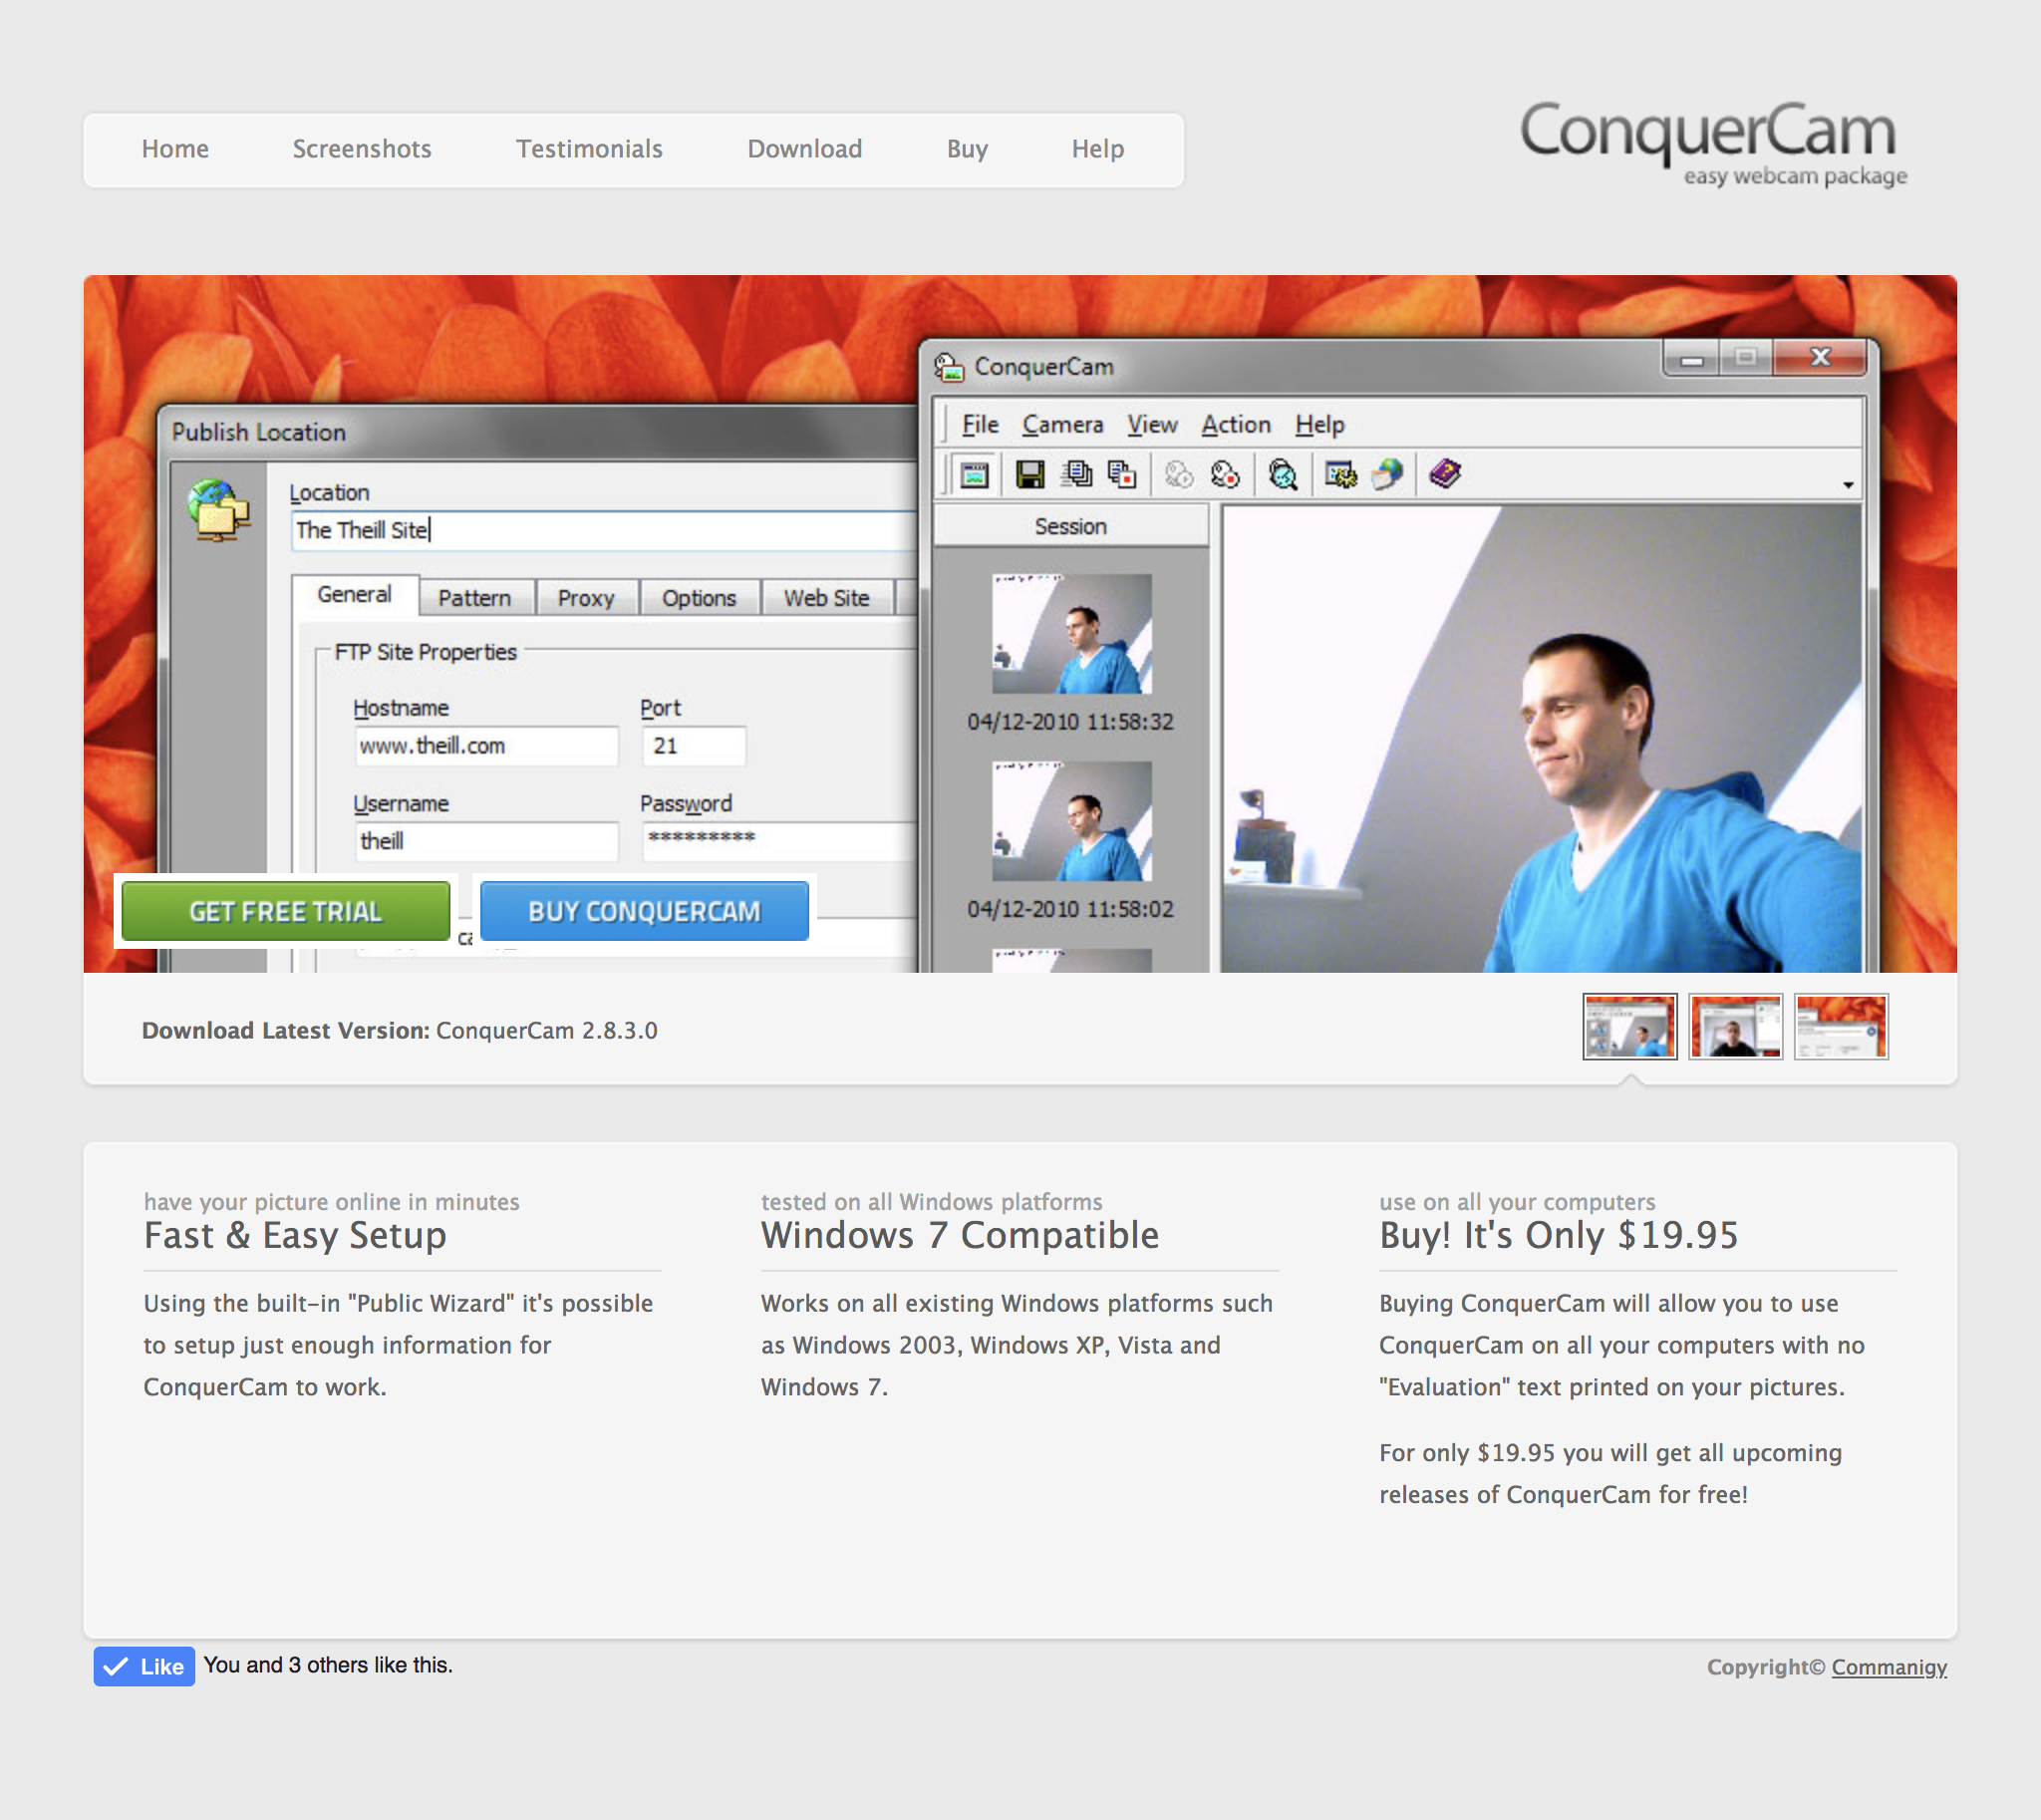 Home Screenshots Testimonials Download Buy Help
ConquerCam
easy webcam package
Publish Location
Location
The Theill Site
General Pattern Proxy Options Web Site
FTP Site Properties
Hostname Port
www.theill.com 21
Username Password
theill *********
GET FREE TRIAL BUY CONQUERCAM
ConquerCam
File Camera View Action Help
Session
04/12-2010 11:58:32
04/12-2010 11:58:02
Download Latest Version: ConquerCam 2.8.3.0
have your picture online in minutes
Fast & Easy Setup
Using the built-in "Public Wizard" it's possible
to setup just enough information for
ConquerCam to work.
tested on all Windows platforms
Windows 7 Compatible
Works on all existing Windows platforms such
as Windows 2003, Windows XP, Vista and
Windows 7.
use on all your computers
Buy! It's Only $19.95
Buying ConquerCam will allow you to use
ConquerCam on all your computers with no
"Evaluation" text printed on your pictures.
For only $19.95 you will get all upcoming
releases of ConquerCam for free!
Like You and 3 others like this.
Copyright© Commanigy